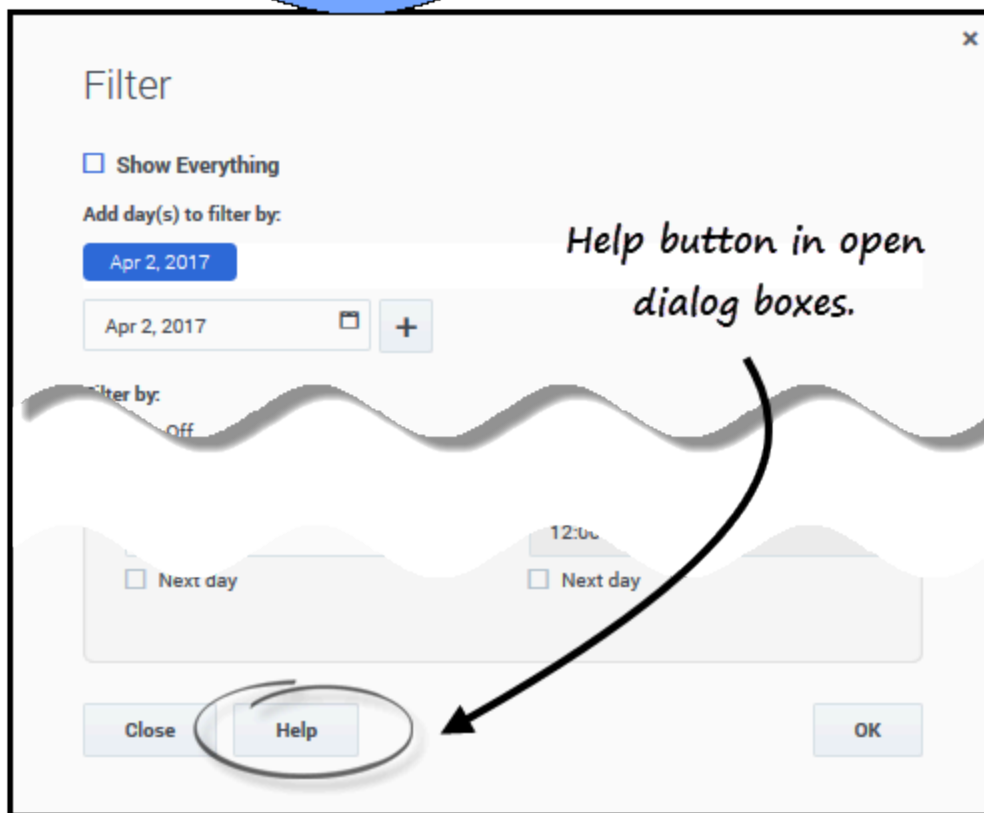 ×
Filter
Show Everything
Add day(s) to filter by:
Apr 2, 2017
Help button in open
dialog boxes.
Apr 2, 2017
+
by:
Off
Next day
Next day
Close
Help
OK